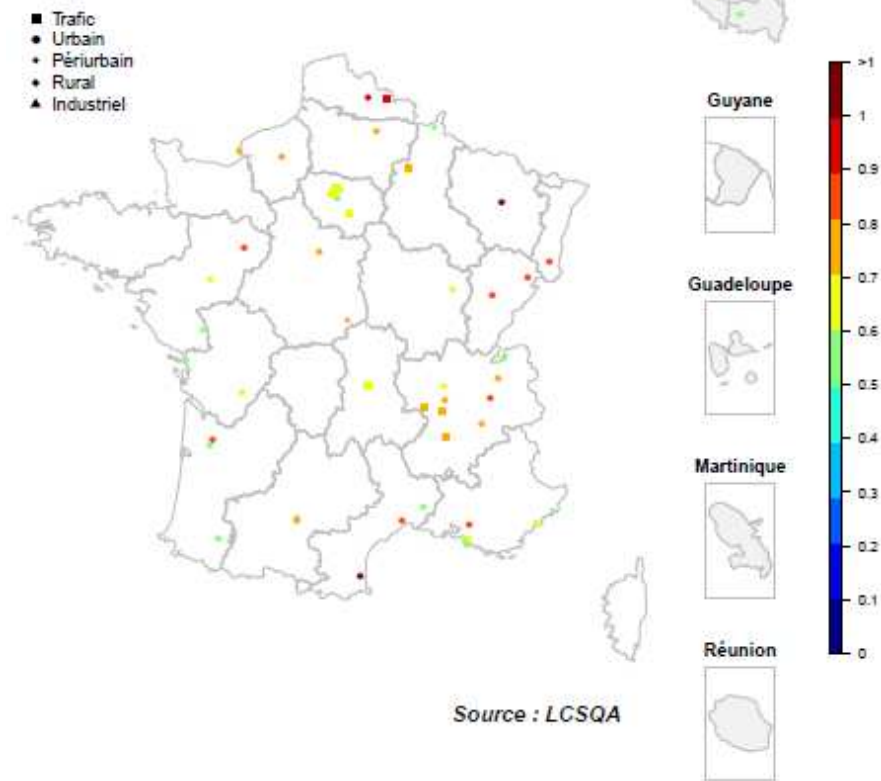 Trafic
Urbain
Périurbain
Rural
Industriel
Guyane
Guadeloupe
Martinique
Réunion
>1
1
0.9
0.8
0.7
0.6
0.5
0.4
0.3
0.2
0.1
0
Source : LCSQA